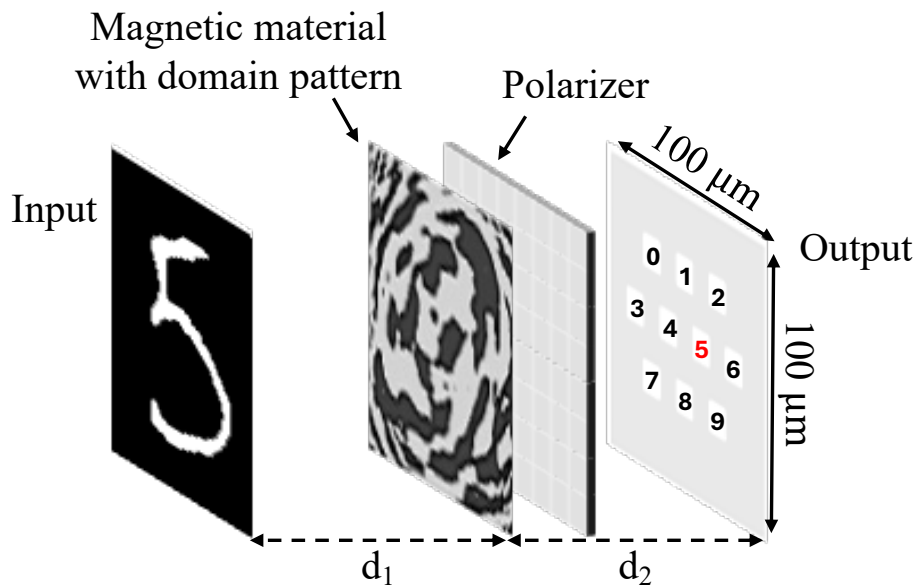 Magnetic material
with domain pattern
Polarizer
100 μm
Input
Output
0
1
2
3
4
5
6
7
8
9
100 μm
d₁
d₂